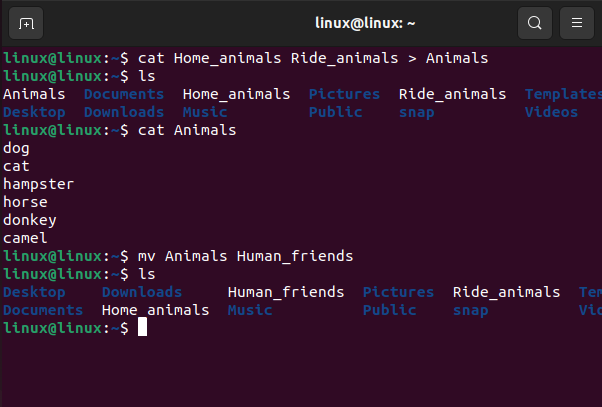 linux@linux: ~
linux@linux:~$ cat Home_animals Ride_animals > Animals
linux@linux:~$ ls
Animals Documents Home_animals Pictures Ride_animals Templates
Desktop Downloads Music Public snap Videos
linux@linux:~$ cat Animals
dog
cat
hampster
horse
donkey
camel
linux@linux:~$ mv Animals Human_friends
linux@linux:~$ ls
Desktop Downloads Human_friends Pictures Ride_animals
Documents Home_animals Music Public snap
linux@linux:~$